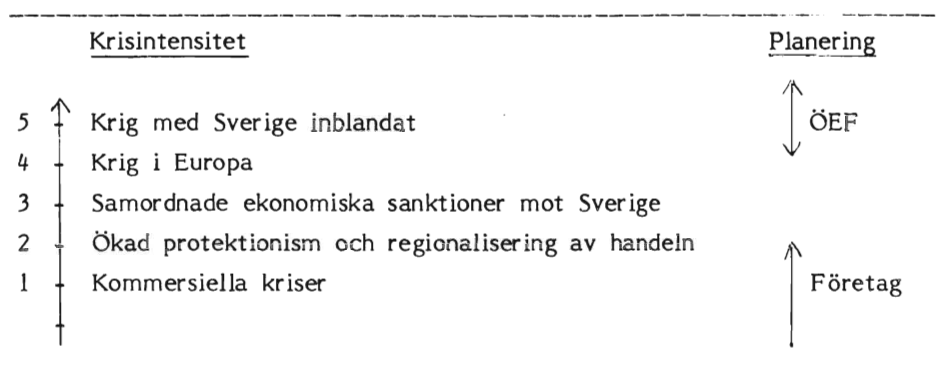 Krisintensitet Planering
5 Krig med Sverige inblandat ÖEF
4 Krig i Europa
3 Samordnade ekonomiska sanktioner mot Sverige
2 Ökad protektionism och regionalisering av handeln
1 Kommersiella kriser Företag